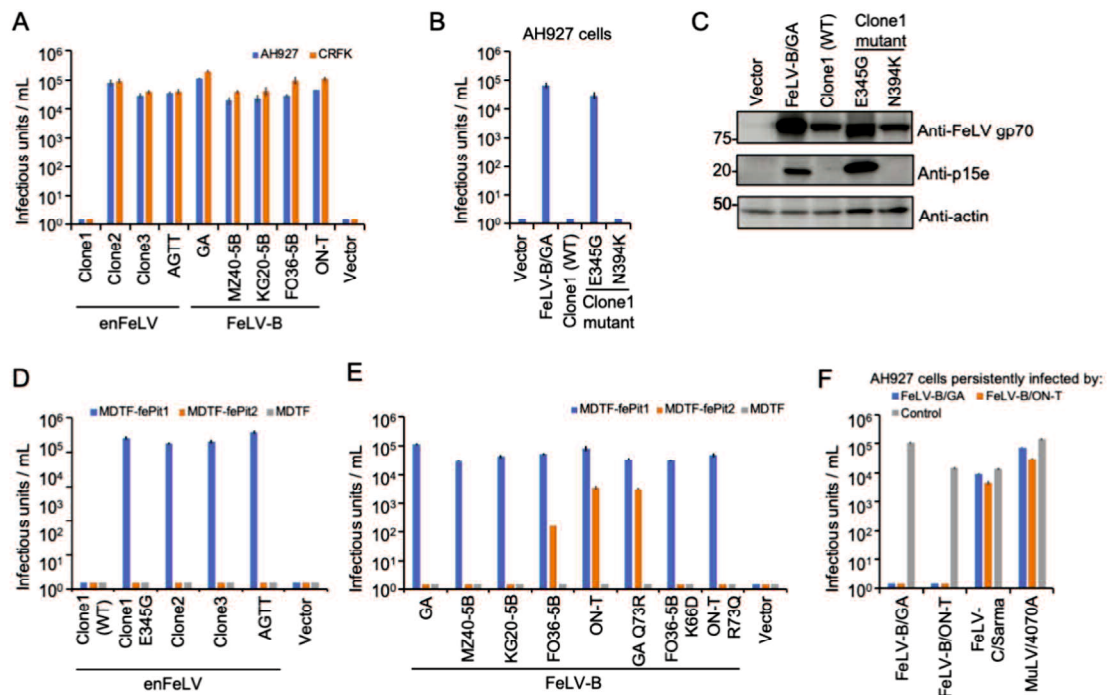 A
Infectious units / mL
10⁶
10⁵
10⁴
10³
10²
10¹
10⁰
AH927 CRFK
Clone1
Clone2
Clone3
AGTT
GA
MZ40-5B
KG20-5B
FO36-5B
ON-T
Vector
enFeLV
FeLV-B
B
AH927 cells
Infectious units / mL
10⁶
10⁵
10⁴
10³
10²
10¹
10⁰
Vector
FeLV-B/GA
Clone1 (WT)
E345G
N394K
Clone1
mutant
C
Vector
FeLV-B/GA
Clone1 (WT)
Clone1
mutant
E345G
N394K
75
Anti-FeLV gp70
20
Anti-p15e
50
Anti-actin
D
MDTF-fePit1 MDTF-fePit2 MDTF
Infectious units / mL
10⁶
10⁵
10⁴
10³
10²
10¹
10⁰
Clone1
(WT)
Clone1
E345G
Clone2
Clone3
AGTT
Vector
enFeLV
E
MDTF-fePit1 MDTF-fePit2 MDTF
Infectious units / mL
10⁶
10⁵
10⁴
10³
10²
10¹
10⁰
GA
MZ40-5B
KG20-5B
FO36-5B
ON-T
GA Q73R
FO36-5B
K66D
ON-T
R73Q
Vector
FeLV-B
F
AH927 cells persistently infected by:
FeLV-B/GA FeLV-B/ON-T
Control
Infectious units / mL
10⁶
10⁵
10⁴
10³
10²
10¹
10⁰
FeLV-B/GA
FeLV-B/ON-T
FeLV-
C/Sarma
MuLV/4070A